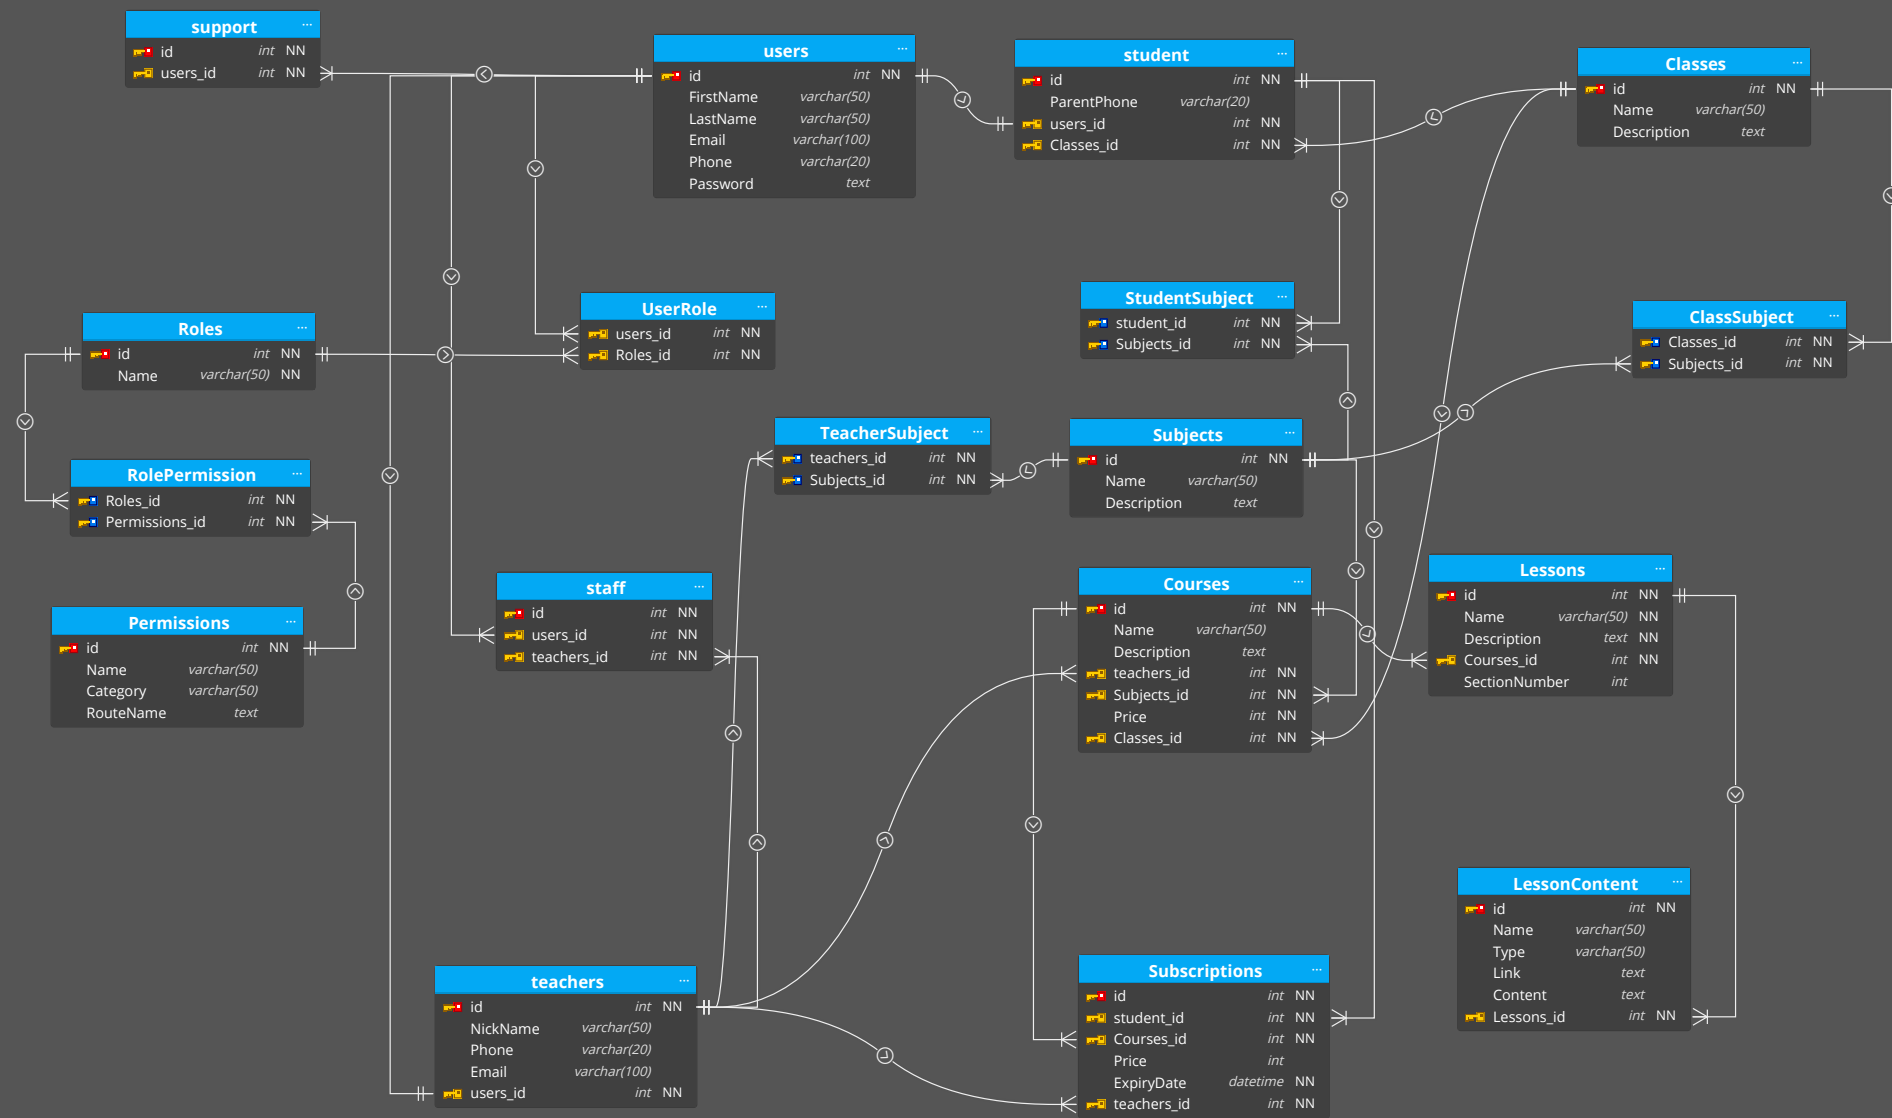 support ...
id int NN
users_id int NN
users ...
id int NN
FirstName varchar(50)
LastName varchar(50)
Email varchar(100)
Phone varchar(20)
Password text
student ...
id int NN
ParentPhone varchar(20)
users_id int NN
Classes_id int NN
Classes ...
id int NN
Name varchar(50)
Description text
Roles ...
id int NN
Name varchar(50) NN
UserRole ...
users_id int NN
Roles_id int NN
StudentSubject ...
student_id int NN
Subjects_id int NN
ClassSubject ...
Classes_id int NN
Subjects_id int NN
RolePermission ...
Roles_id int NN
Permissions_id int NN
TeacherSubject ...
teachers_id int NN
Subjects_id int NN
Subjects ...
id int NN
Name varchar(50)
Description text
Permissions ...
id int NN
Name varchar(50)
Category varchar(50)
RouteName text
staff ...
id int NN
users_id int NN
teachers_id int NN
Courses ...
id int NN
Name varchar(50)
Description text
teachers_id int NN
Subjects_id int NN
Price int NN
Classes_id int NN
Lessons ...
id int NN
Name varchar(50) NN
Description text NN
Courses_id int NN
SectionNumber int
LessonContent ...
id int NN
Name varchar(50)
Type varchar(50)
Link text
Content text
Lessons_id int NN
teachers ...
id int NN
NickName varchar(50)
Phone varchar(20)
Email varchar(100)
users_id int NN
Subscriptions ...
id int NN
student_id int NN
Courses_id int NN
Price int
ExpiryDate datetime NN
teachers_id int NN